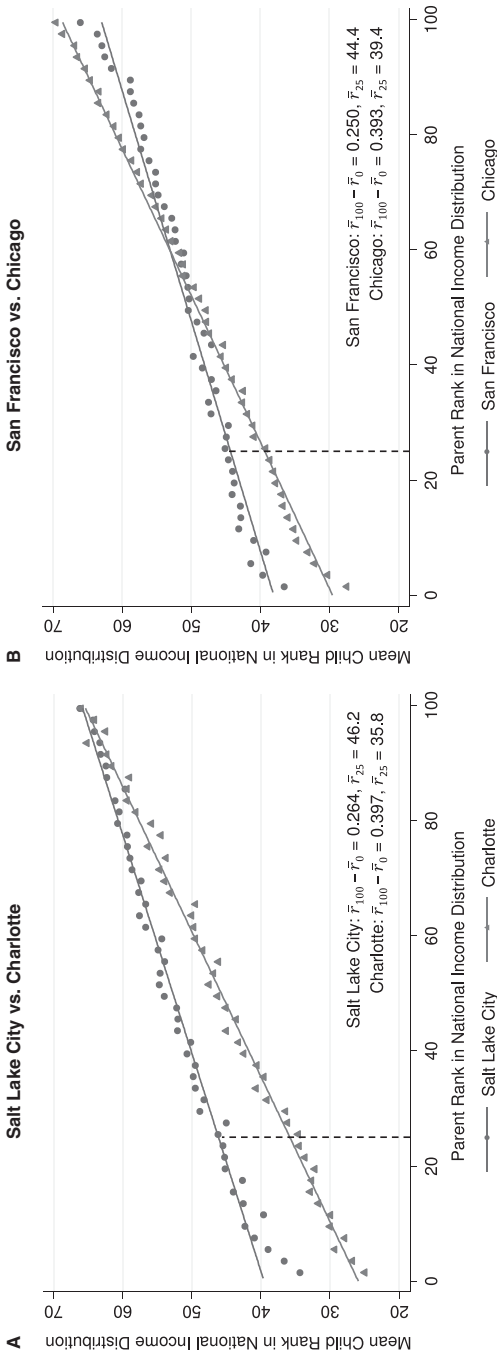 A
Salt Lake City vs. Charlotte
Mean Child Rank in National Income Distribution
70
60
50
40
30
20
Salt Lake City: r̄₁₀₀ − r̄₀ = 0.264, r̄₂₅ = 46.2
Charlotte: r̄₁₀₀ − r̄₀ = 0.397, r̄₂₅ = 35.8
0 20 40 60 80 100
Parent Rank in National Income Distribution
Salt Lake City Charlotte
B
San Francisco vs. Chicago
Mean Child Rank in National Income Distribution
70
60
50
40
30
20
San Francisco: r̄₁₀₀ − r̄₀ = 0.250, r̄₂₅ = 44.4
Chicago: r̄₁₀₀ − r̄₀ = 0.393, r̄₂₅ = 39.4
0 20 40 60 80 100
Parent Rank in National Income Distribution
San Francisco Chicago